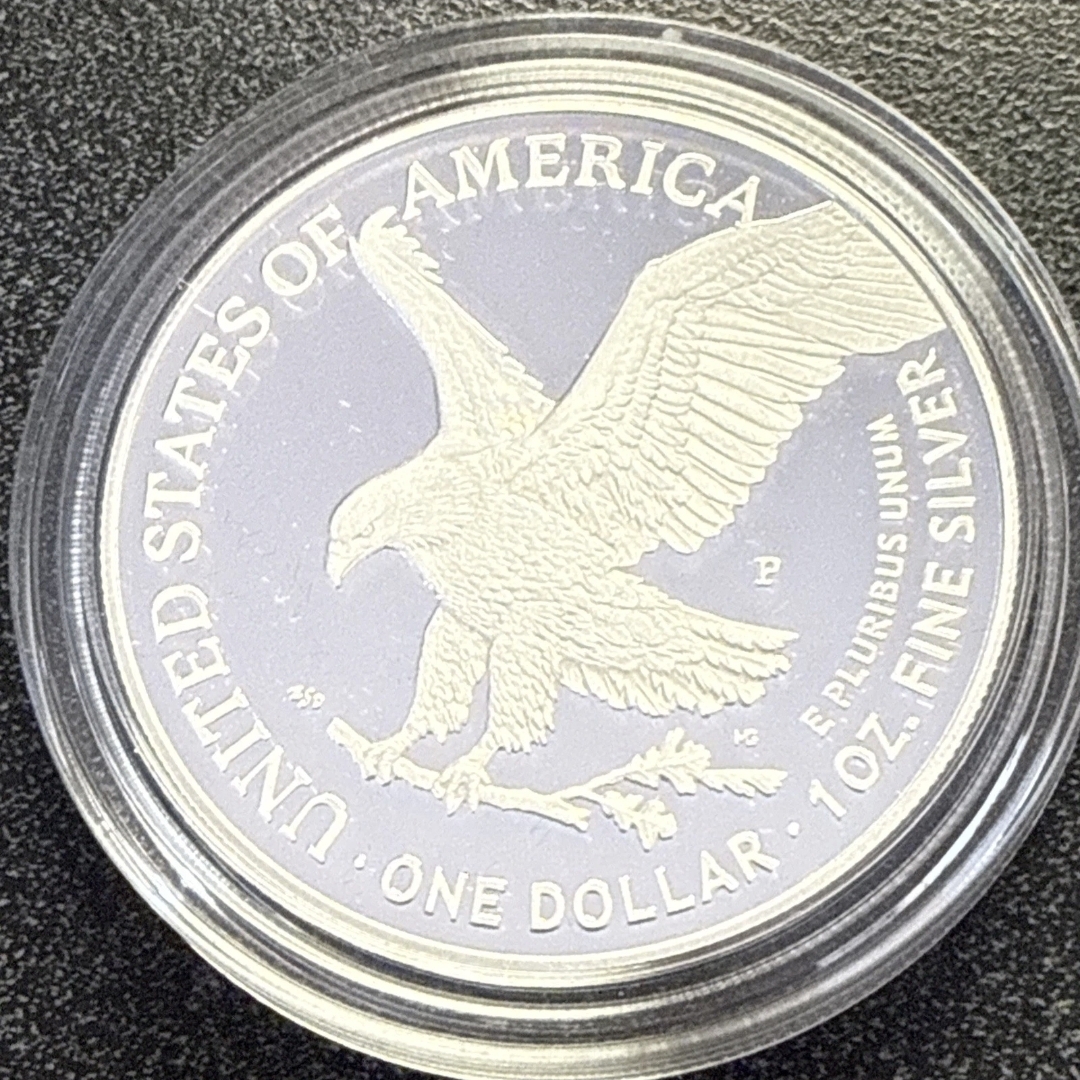 UNITED STATES OF AMERICA
P
E PLURIBUS UNUM
· ONE DOLLAR · 1 OZ. FINE SILVER